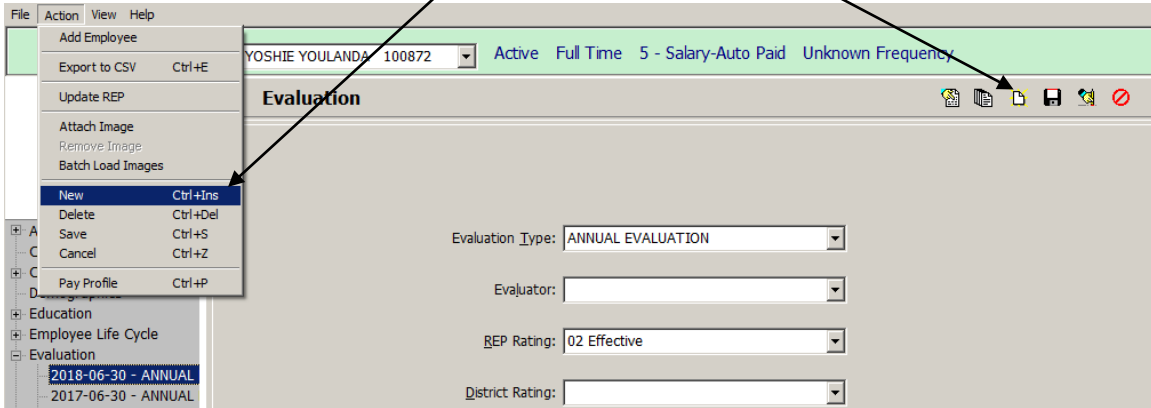 File Action View Help
Add Employee
Export to CSV Ctrl+E
Update REP
Attach Image
Remove Image
Batch Load Images
New Ctrl+Ins
Delete Ctrl+Del
Save Ctrl+S
Cancel Ctrl+Z
Pay Profile Ctrl+P
YOSHIE YOULANDA 100872 Active Full Time 5 - Salary-Auto Paid Unknown Frequency
Evaluation
Evaluation Type: ANNUAL EVALUATION
Evaluator:
REP Rating: 02 Effective
District Rating:
A
C
C
Education
Employee Life Cycle
Evaluation
2018-06-30 - ANNUAL
2017-06-30 - ANNUAL